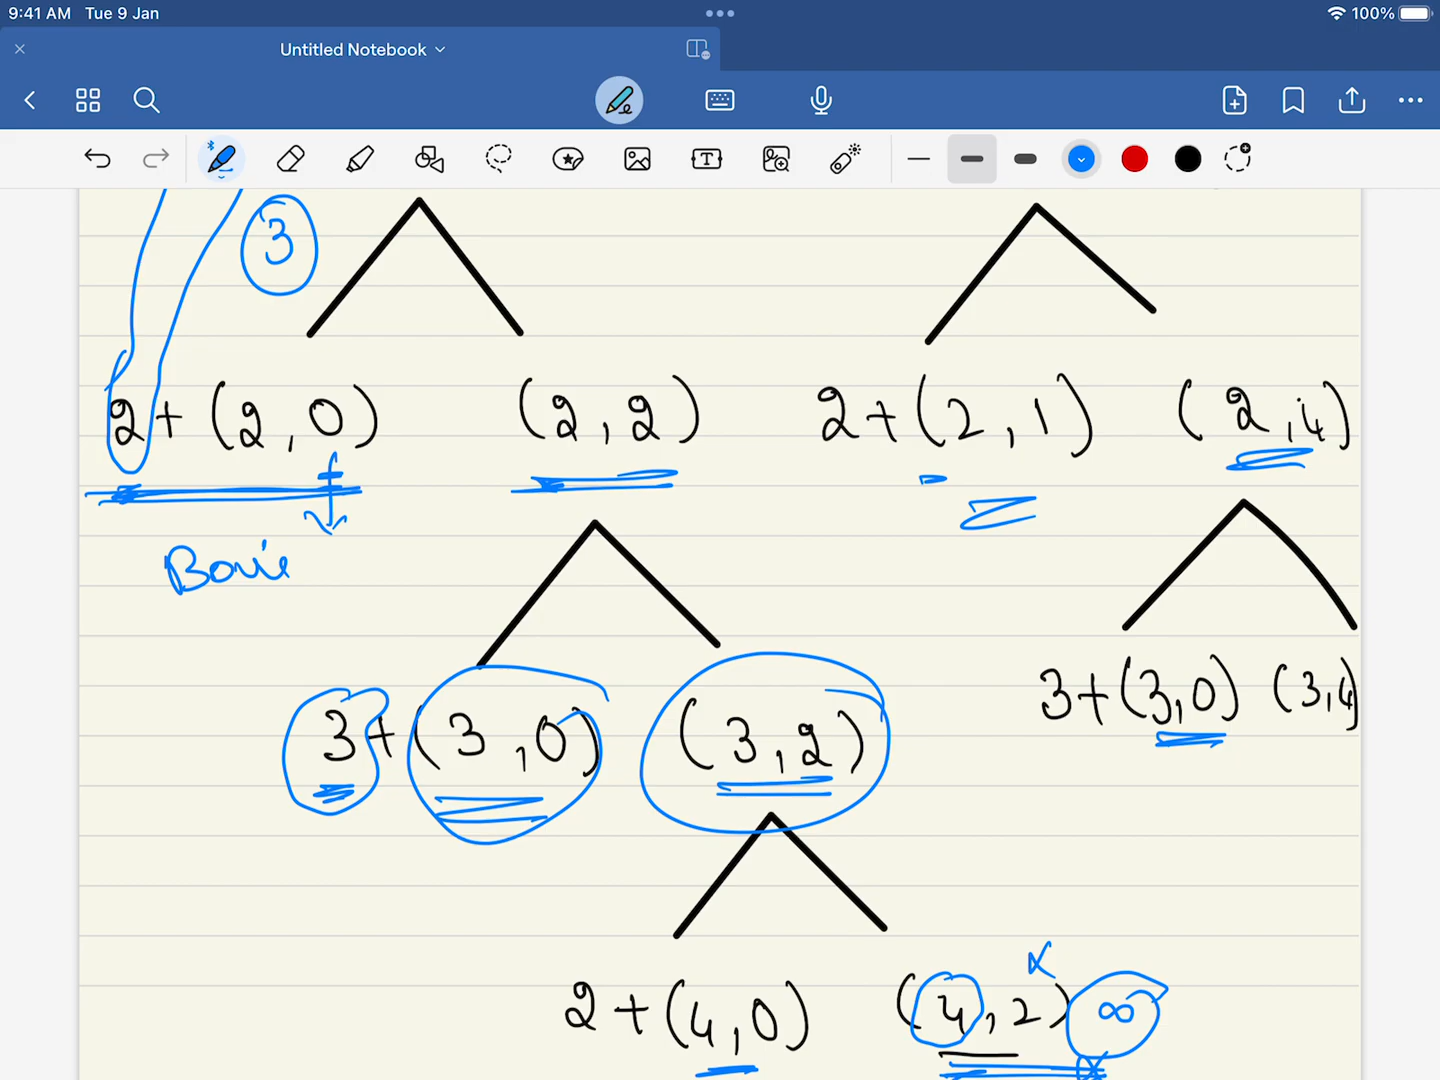 9:41 AM Tue 9 Jan
100%
Untitled Notebook
3
2 + (2, 0) (2, 2) 2 + (2, 1) (2, 4)
3 + (3, 0) (3, 2) 3 + (3, 0) (3, 4)
2 + (4, 0) (4, 2) ∞